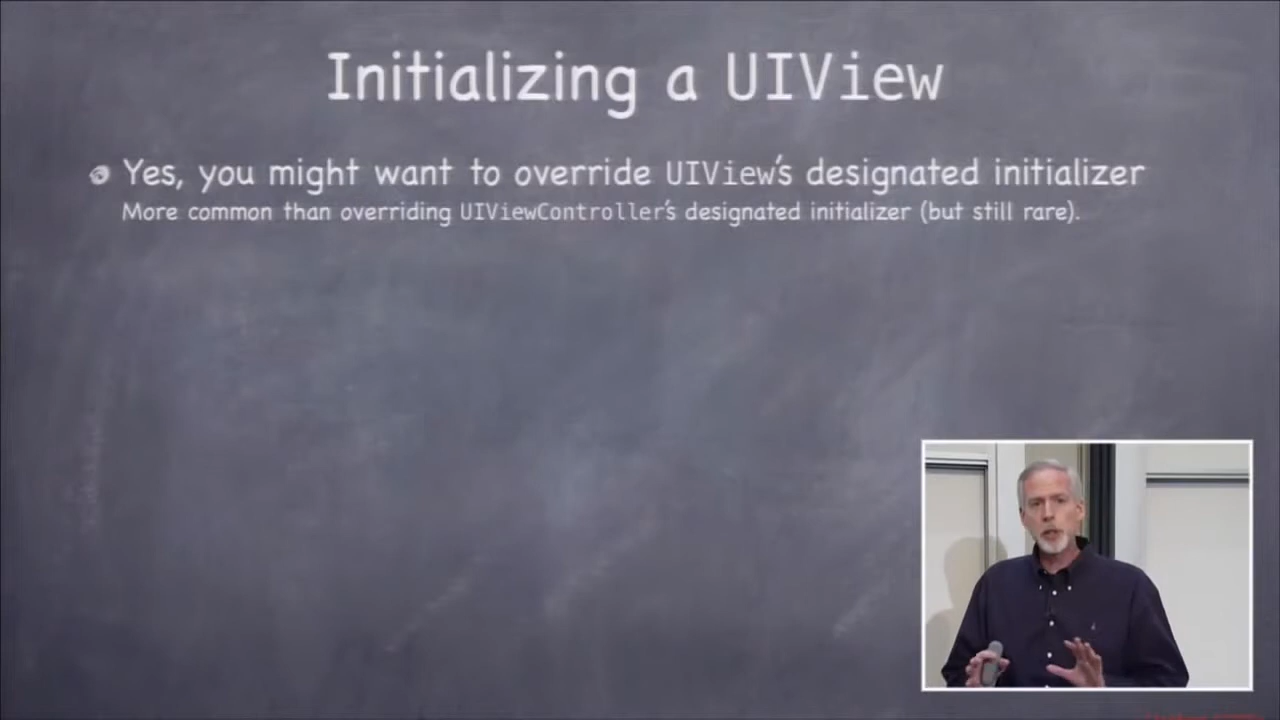 Initializing a UIView
Yes, you might want to override UIView's designated initializer
More common than overriding UIViewController's designated initializer (but still rare).